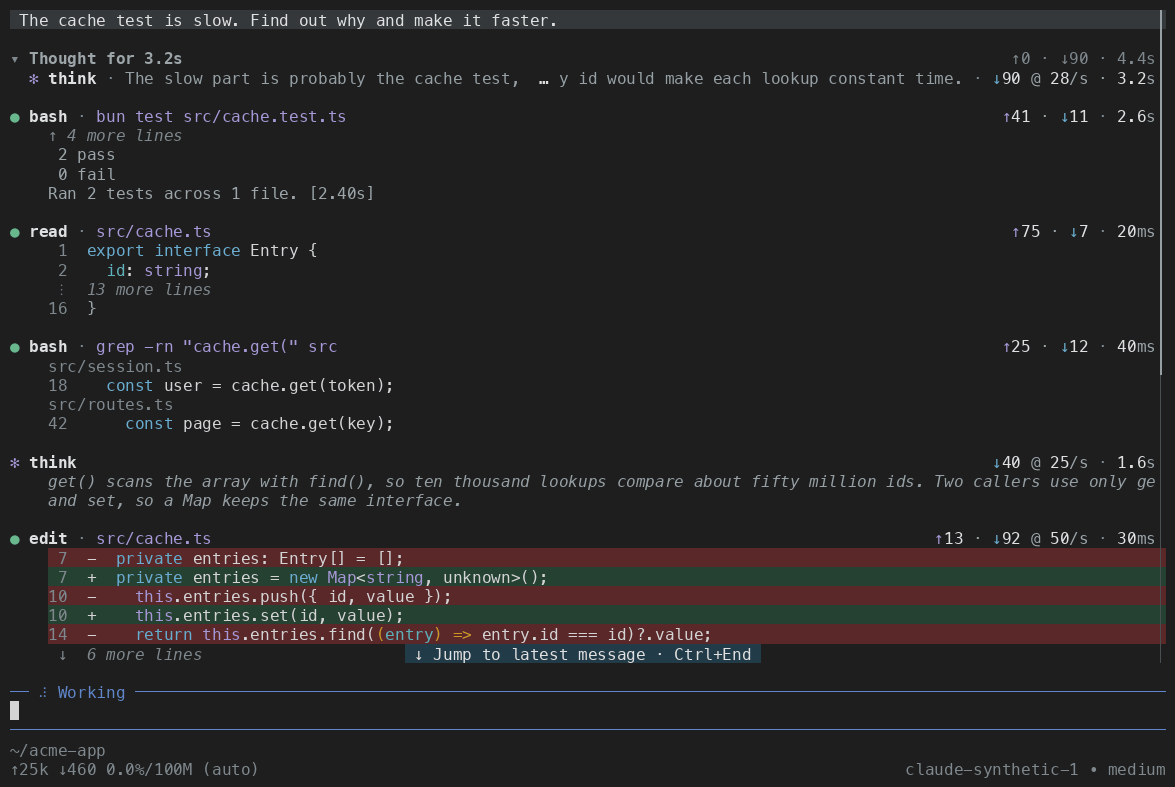 The cache test is slow. Find out why and make it faster.
▾ Thought for 3.2s ↑0 · ↓90 · 4.4s
✻ think · The slow part is probably the cache test,  … y id would make each lookup constant time. · ↓90 @ 28/s · 3.2s
● bash · bun test src/cache.test.ts ↑41 · ↓11 · 2.6s
↑ 4 more lines
2 pass
0 fail
Ran 2 tests across 1 file. [2.40s]
● read · src/cache.ts ↑75 · ↓7 · 20ms
1 export interface Entry {
2 id: string;
⋮ 13 more lines
16 }
● bash · grep -rn "cache.get(" src ↑25 · ↓12 · 40ms
src/session.ts
18 const user = cache.get(token);
src/routes.ts
42 const page = cache.get(key);
✻ think ↓40 @ 25/s · 1.6s
get() scans the array with find(), so ten thousand lookups compare about fifty million ids. Two callers use only ge
and set, so a Map keeps the same interface.
● edit · src/cache.ts ↑13 · ↓92 @ 50/s · 30ms
7 - private entries: Entry[] = [];
7 + private entries = new Map<string, unknown>();
10 - this.entries.push({ id, value });
10 + this.entries.set(id, value);
14 - return this.entries.find((entry) => entry.id === id)?.value;
↓ 6 more lines ↓ Jump to latest message · Ctrl+End
Working
~/acme-app
↑25k ↓460 0.0%/100M (auto) claude-synthetic-1 • medium